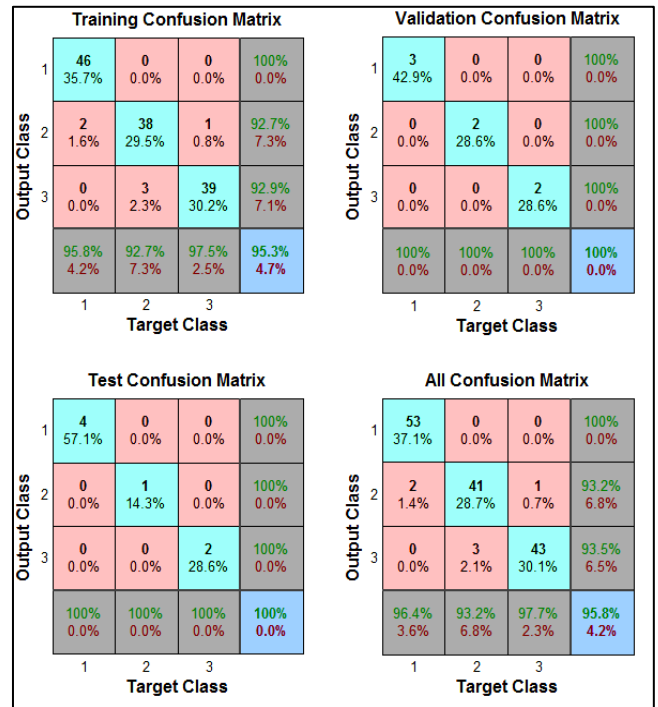 Training Confusion Matrix
Output Class
1 46 0 0 100%
35.7% 0.0% 0.0% 0.0%
2 2 38 1 92.7%
1.6% 29.5% 0.8% 7.3%
3 0 3 39 92.9%
0.0% 2.3% 30.2% 7.1%
95.8% 92.7% 97.5% 95.3%
4.2% 7.3% 2.5% 4.7%
1 2 3
Target Class
Validation Confusion Matrix
Output Class
1 3 0 0 100%
42.9% 0.0% 0.0% 0.0%
2 0 2 0 100%
0.0% 28.6% 0.0% 0.0%
3 0 0 2 100%
0.0% 0.0% 28.6% 0.0%
100% 100% 100% 100%
0.0% 0.0% 0.0% 0.0%
1 2 3
Target Class
Test Confusion Matrix
Output Class
1 4 0 0 100%
57.1% 0.0% 0.0% 0.0%
2 0 1 0 100%
0.0% 14.3% 0.0% 0.0%
3 0 0 2 100%
0.0% 0.0% 28.6% 0.0%
100% 100% 100% 100%
0.0% 0.0% 0.0% 0.0%
1 2 3
Target Class
All Confusion Matrix
Output Class
1 53 0 0 100%
37.1% 0.0% 0.0% 0.0%
2 2 41 1 93.2%
1.4% 28.7% 0.7% 6.8%
3 0 3 43 93.5%
0.0% 2.1% 30.1% 6.5%
96.4% 93.2% 97.7% 95.8%
3.6% 6.8% 2.3% 4.2%
1 2 3
Target Class